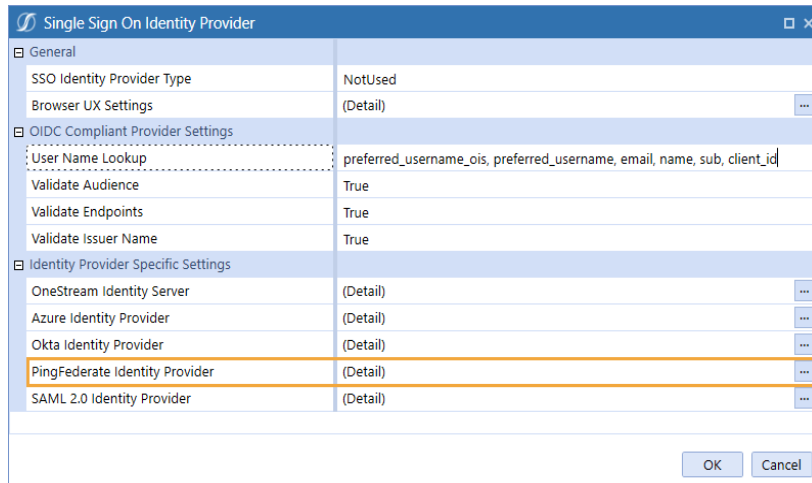 Single Sign On Identity Provider
General
SSO Identity Provider Type NotUsed
Browser UX Settings (Detail) ...
OIDC Compliant Provider Settings
User Name Lookup preferred_username_ois, preferred_username, email, name, sub, client_id
Validate Audience True
Validate Endpoints True
Validate Issuer Name True
Identity Provider Specific Settings
OneStream Identity Server (Detail) ...
Azure Identity Provider (Detail) ...
Okta Identity Provider (Detail) ...
PingFederate Identity Provider (Detail) ...
SAML 2.0 Identity Provider (Detail) ...
OK Cancel